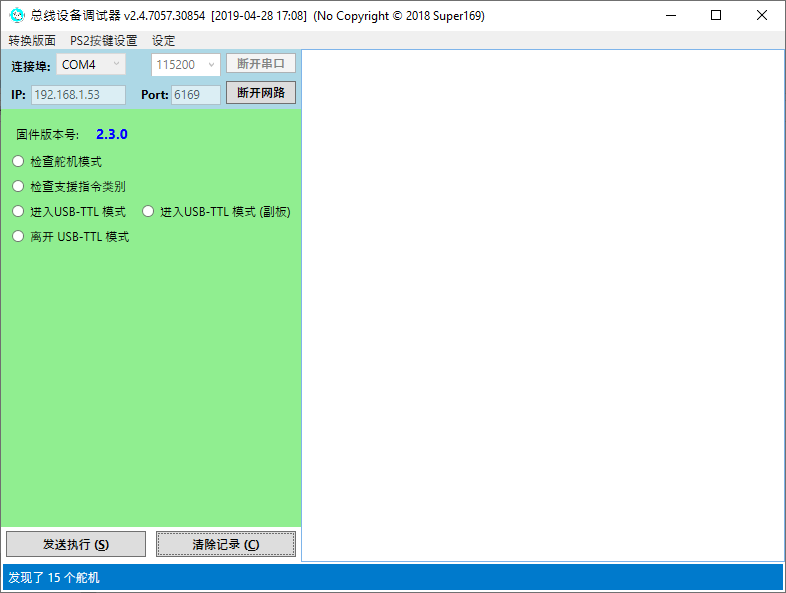 总线设备调试器 v2.4.7057.30854 [2019-04-28 17:08] (No Copyright © 2018 Super169)
转换版面 PS2按键设置 设定
连接埠: COM4 115200 断开串口
IP: 192.168.1.53 Port: 6169 断开网路
固件版本号: 2.3.0
检查舵机模式
检查支援指令类别
进入USB-TTL 模式 进入USB-TTL 模式 (副板)
离开 USB-TTL 模式
发送执行 (S) 清除记录 (C)
发现了 15 个舵机